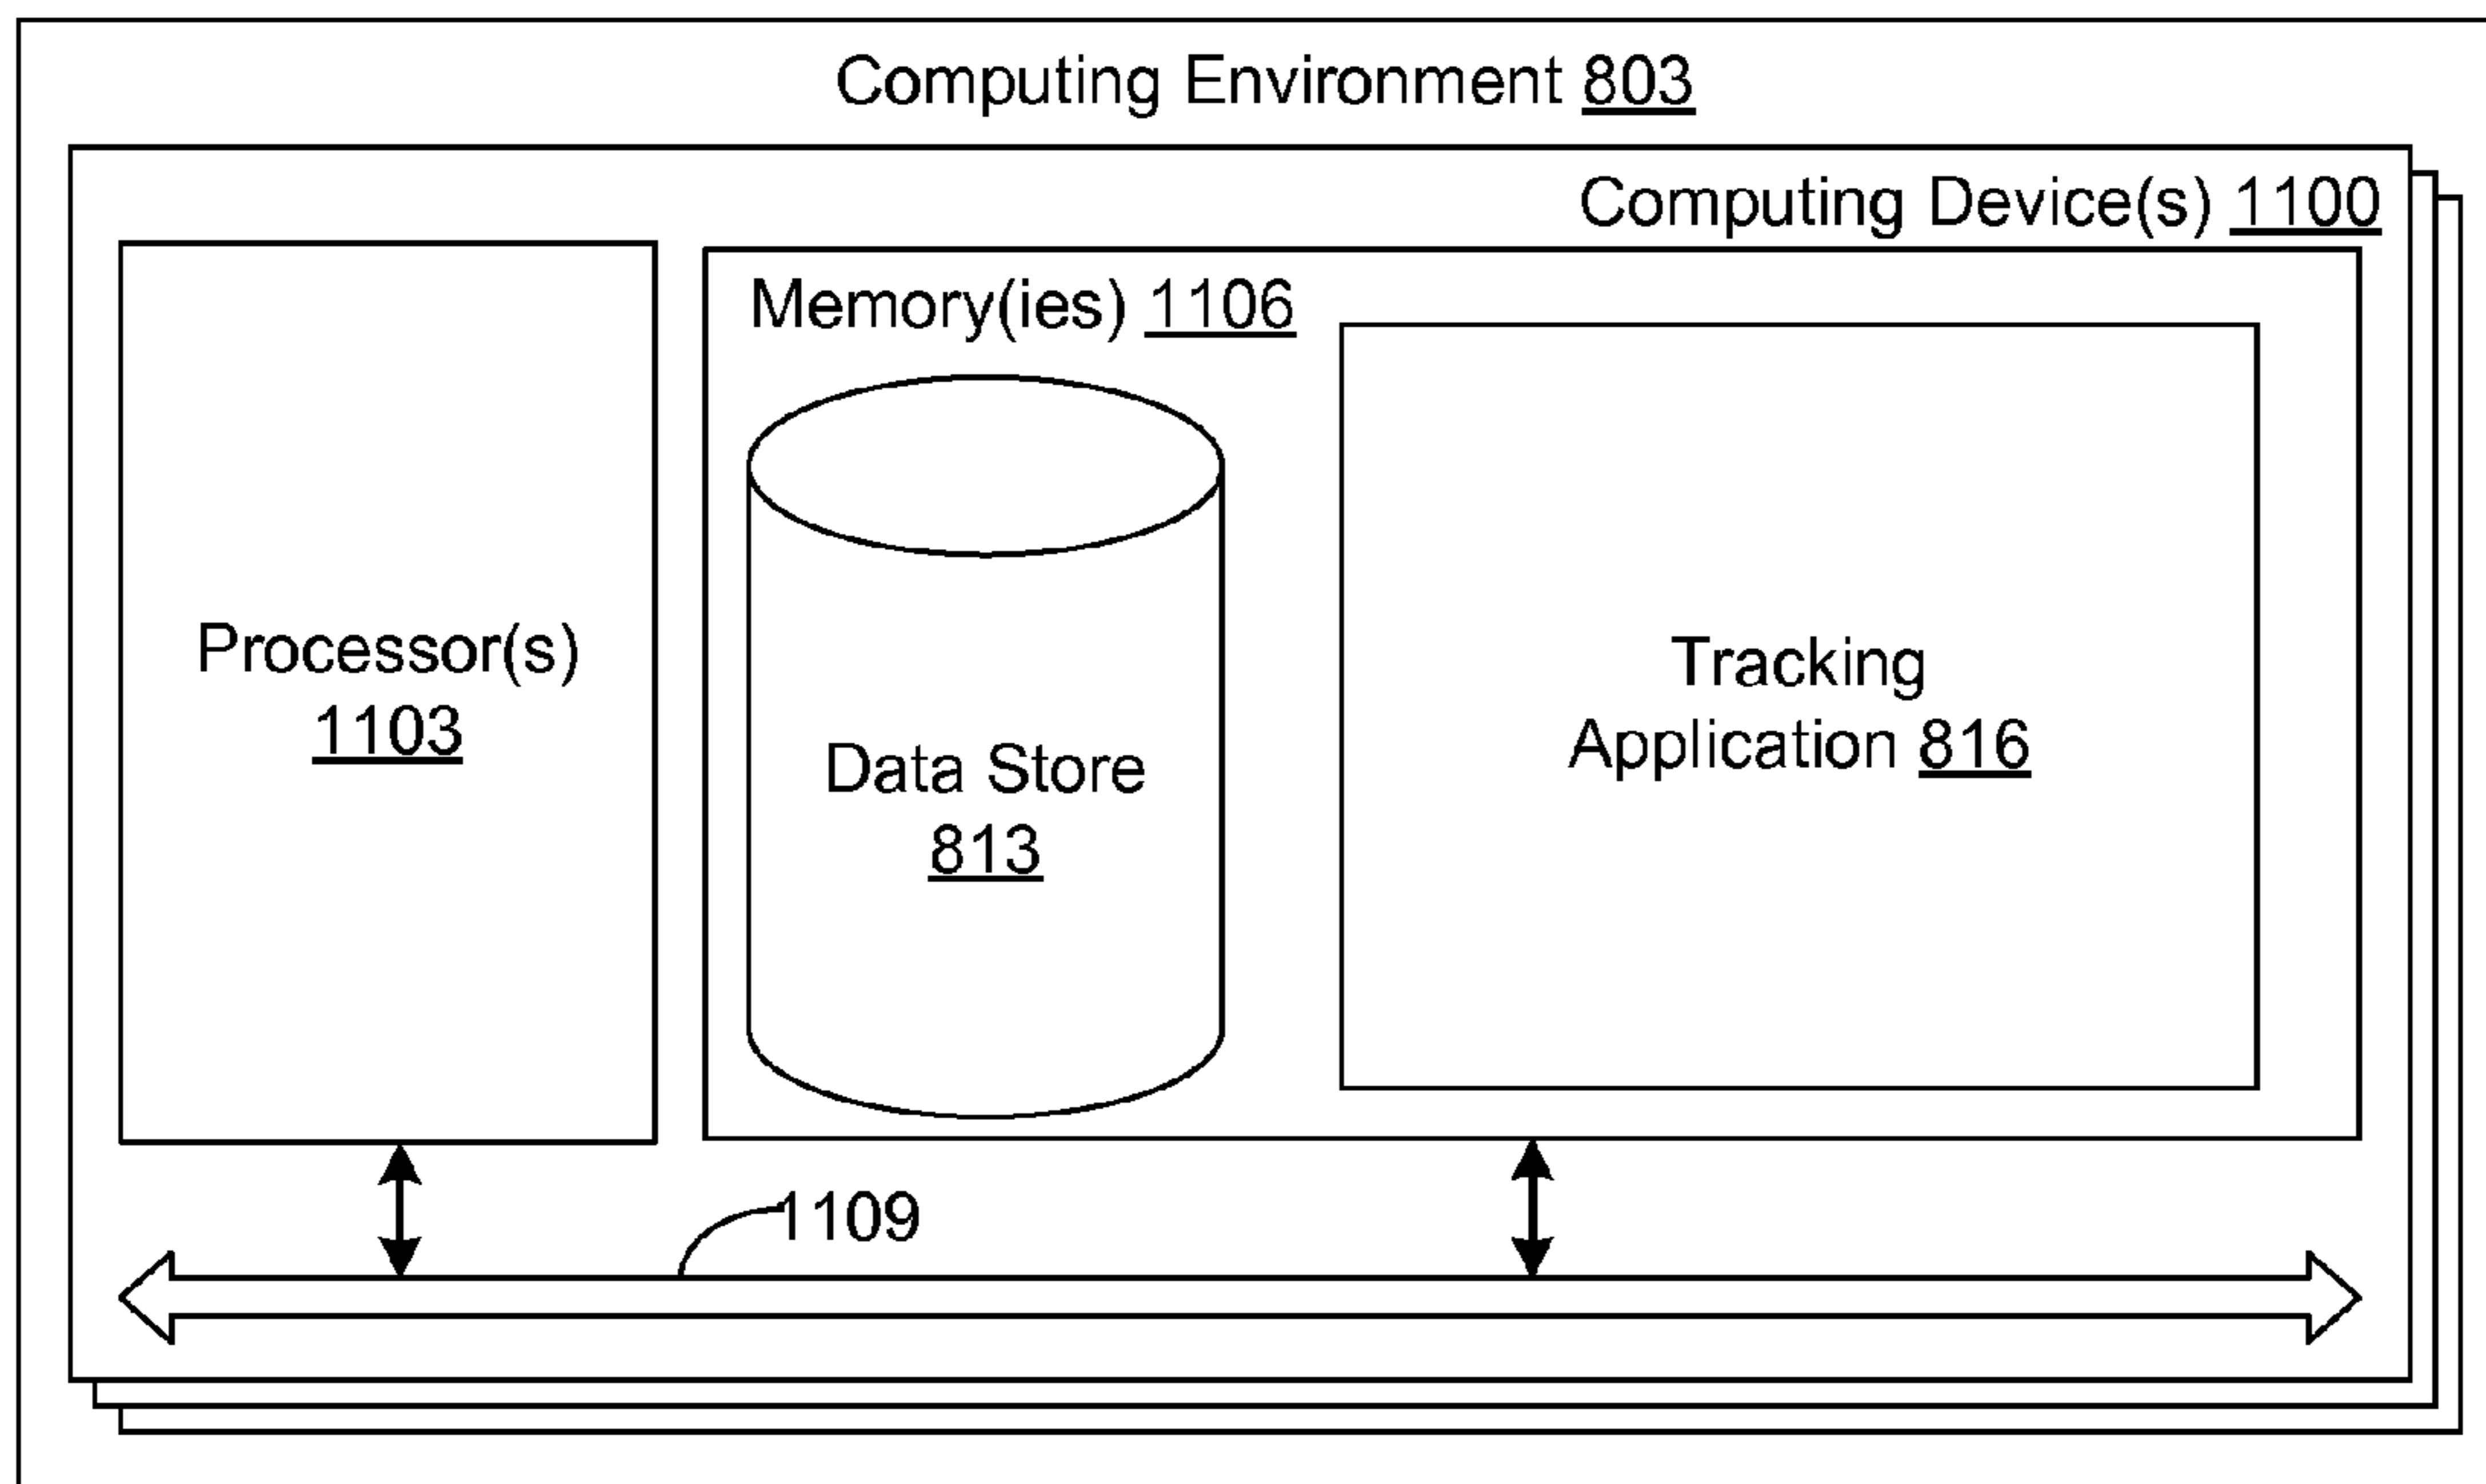 Computing Environment 803
Computing Device(s) 1100
Memory(ies) 1106
Processor(s)
1103
Data Store
813
Tracking
Application 816
1109